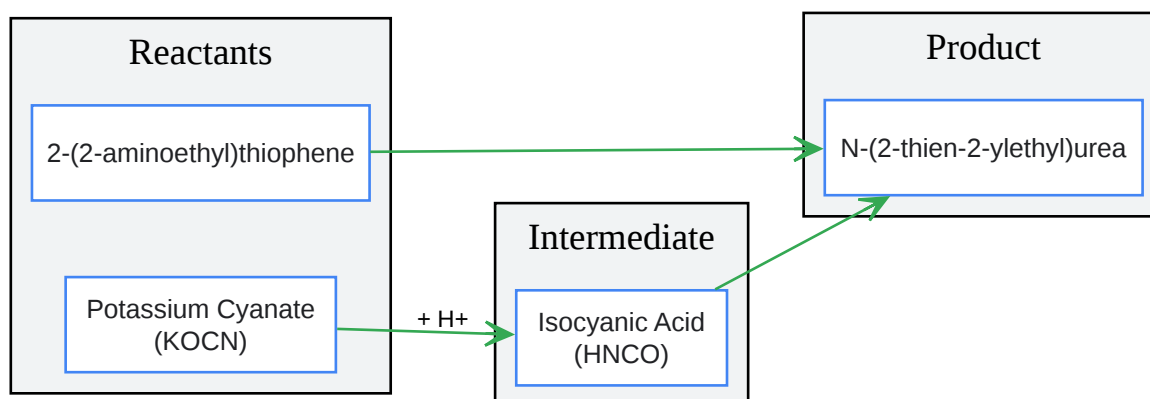 Reactants
2-(2-aminoethyl)thiophene
Potassium Cyanate
(KOCN)
+ H+
Intermediate
Isocyanic Acid
(HNCO)
Product
N-(2-thien-2-ylethyl)urea